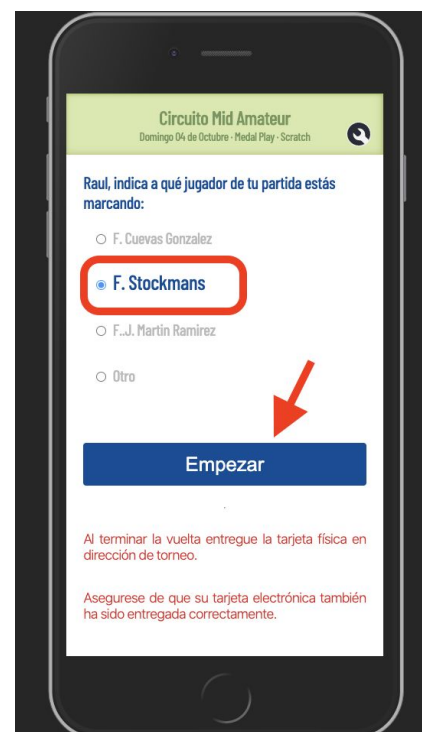 Circuito Mid Amateur
Domingo 04 de Octubre · Medal Play · Scratch
Raul, indica a qué jugador de tu partida estás
marcando:
F. Cuevas Gonzalez
F. Stockmans
F..J. Martin Ramirez
Otro
Empezar
Al terminar la vuelta entregue la tarjeta física en
dirección de torneo.
Asegurese de que su tarjeta electrónica también
ha sido entregada correctamente.